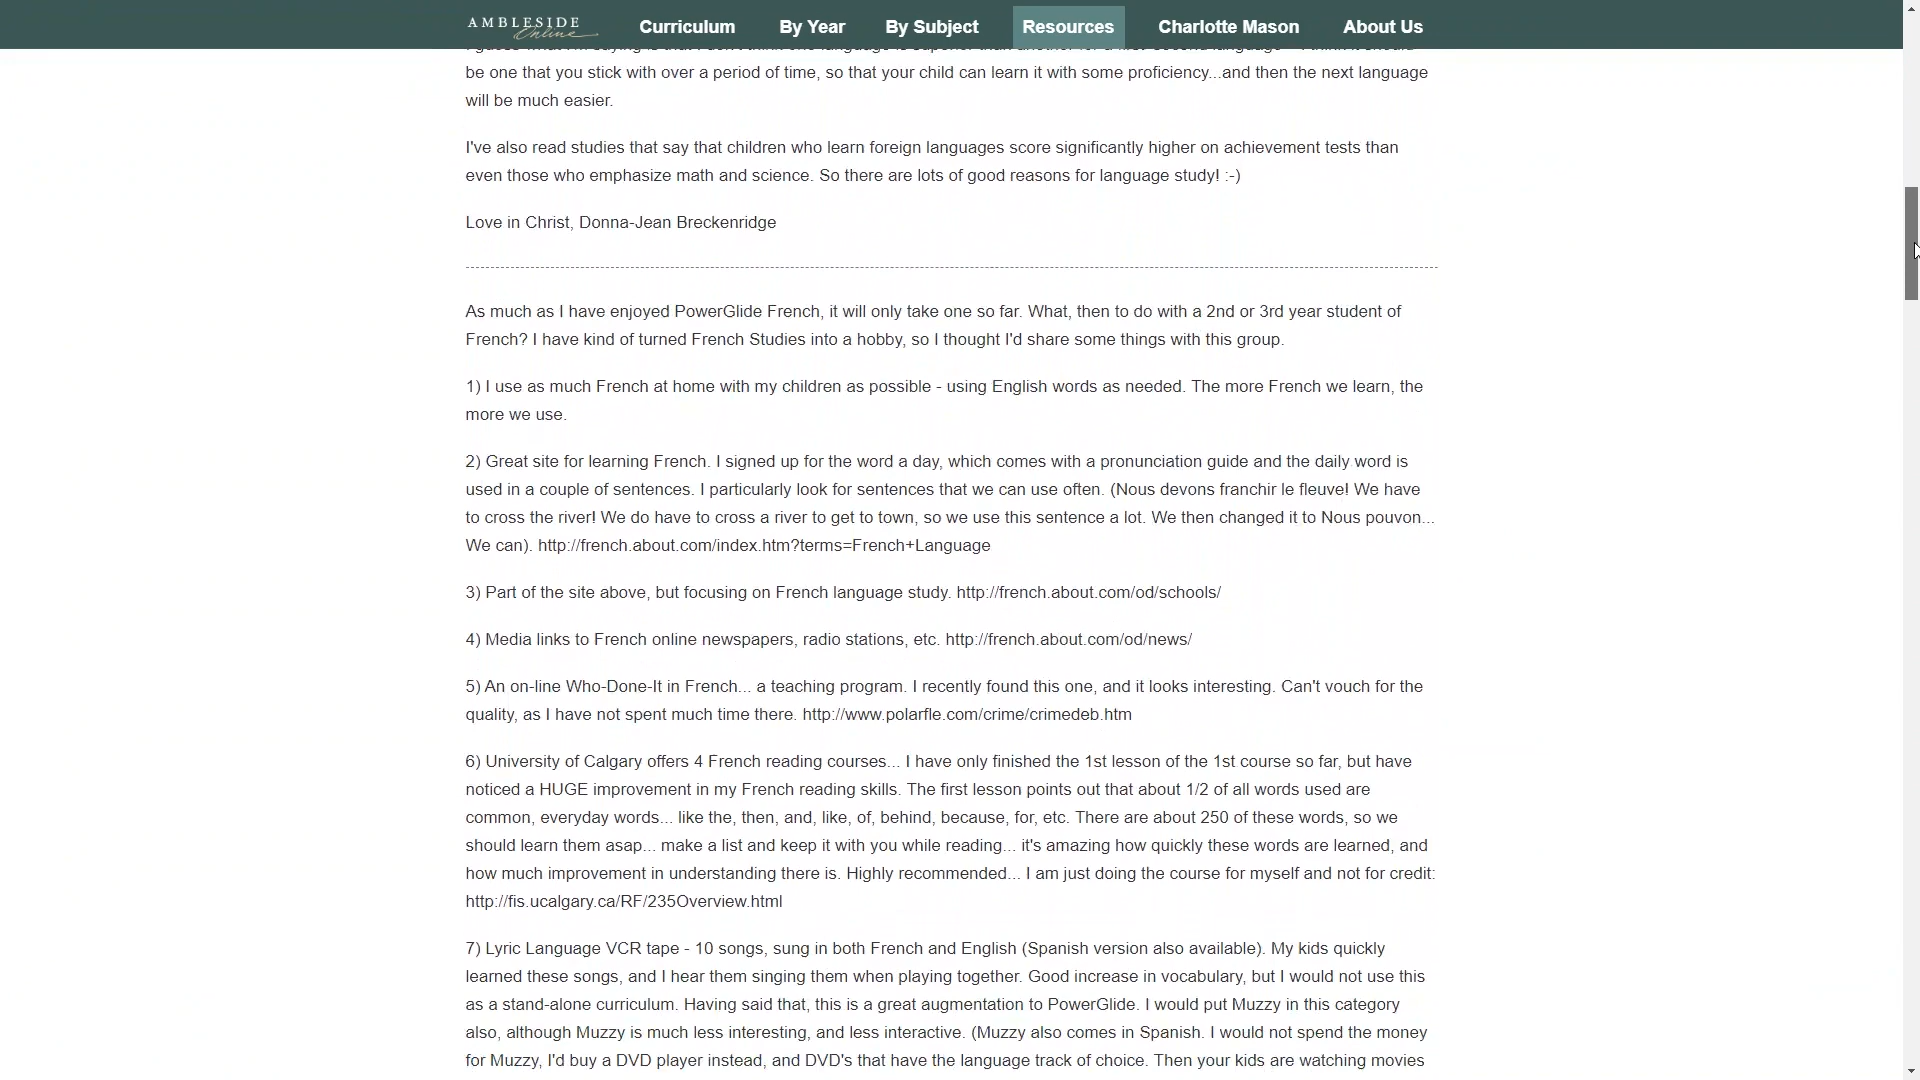 AMBLESIDE
Online
Curriculum
By Year
By Subject
Resources
Charlotte Mason
About Us
be one that you stick with over a period of time, so that your child can learn it with some proficiency...and then the next language
will be much easier.
I've also read studies that say that children who learn foreign languages score significantly higher on achievement tests than
even those who emphasize math and science. So there are lots of good reasons for language study! :-)
Love in Christ, Donna-Jean Breckenridge
As much as I have enjoyed PowerGlide French, it will only take one so far. What, then to do with a 2nd or 3rd year student of
French? I have kind of turned French Studies into a hobby, so I thought I'd share some things with this group.
1) I use as much French at home with my children as possible - using English words as needed. The more French we learn, the
more we use.
2) Great site for learning French. I signed up for the word a day, which comes with a pronunciation guide and the daily word is
used in a couple of sentences. I particularly look for sentences that we can use often. (Nous devons franchir le fleuve! We have
to cross the river! We do have to cross a river to get to town, so we use this sentence a lot. We then changed it to Nous pouvon...
We can). http://french.about.com/index.htm?terms=French+Language
3) Part of the site above, but focusing on French language study. http://french.about.com/od/schools/
4) Media links to French online newspapers, radio stations, etc. http://french.about.com/od/news/
5) An on-line Who-Done-It in French... a teaching program. I recently found this one, and it looks interesting. Can't vouch for the
quality, as I have not spent much time there. http://www.polarfle.com/crime/crimedeb.htm
6) University of Calgary offers 4 French reading courses... I have only finished the 1st lesson of the 1st course so far, but have
noticed a HUGE improvement in my French reading skills. The first lesson points out that about 1/2 of all words used are
common, everyday words... like the, then, and, like, of, behind, because, for, etc. There are about 250 of these words, so we
should learn them asap... make a list and keep it with you while reading... it's amazing how quickly these words are learned, and
how much improvement in understanding there is. Highly recommended... I am just doing the course for myself and not for credit:
http://fis.ucalgary.ca/RF/235Overview.html
7) Lyric Language VCR tape - 10 songs, sung in both French and English (Spanish version also available). My kids quickly
learned these songs, and I hear them singing them when playing together. Good increase in vocabulary, but I would not use this
as a stand-alone curriculum. Having said that, this is a great augmentation to PowerGlide. I would put Muzzy in this category
also, although Muzzy is much less interesting, and less interactive. (Muzzy also comes in Spanish. I would not spend the money
for Muzzy, I'd buy a DVD player instead, and DVD's that have the language track of choice. Then your kids are watching movies